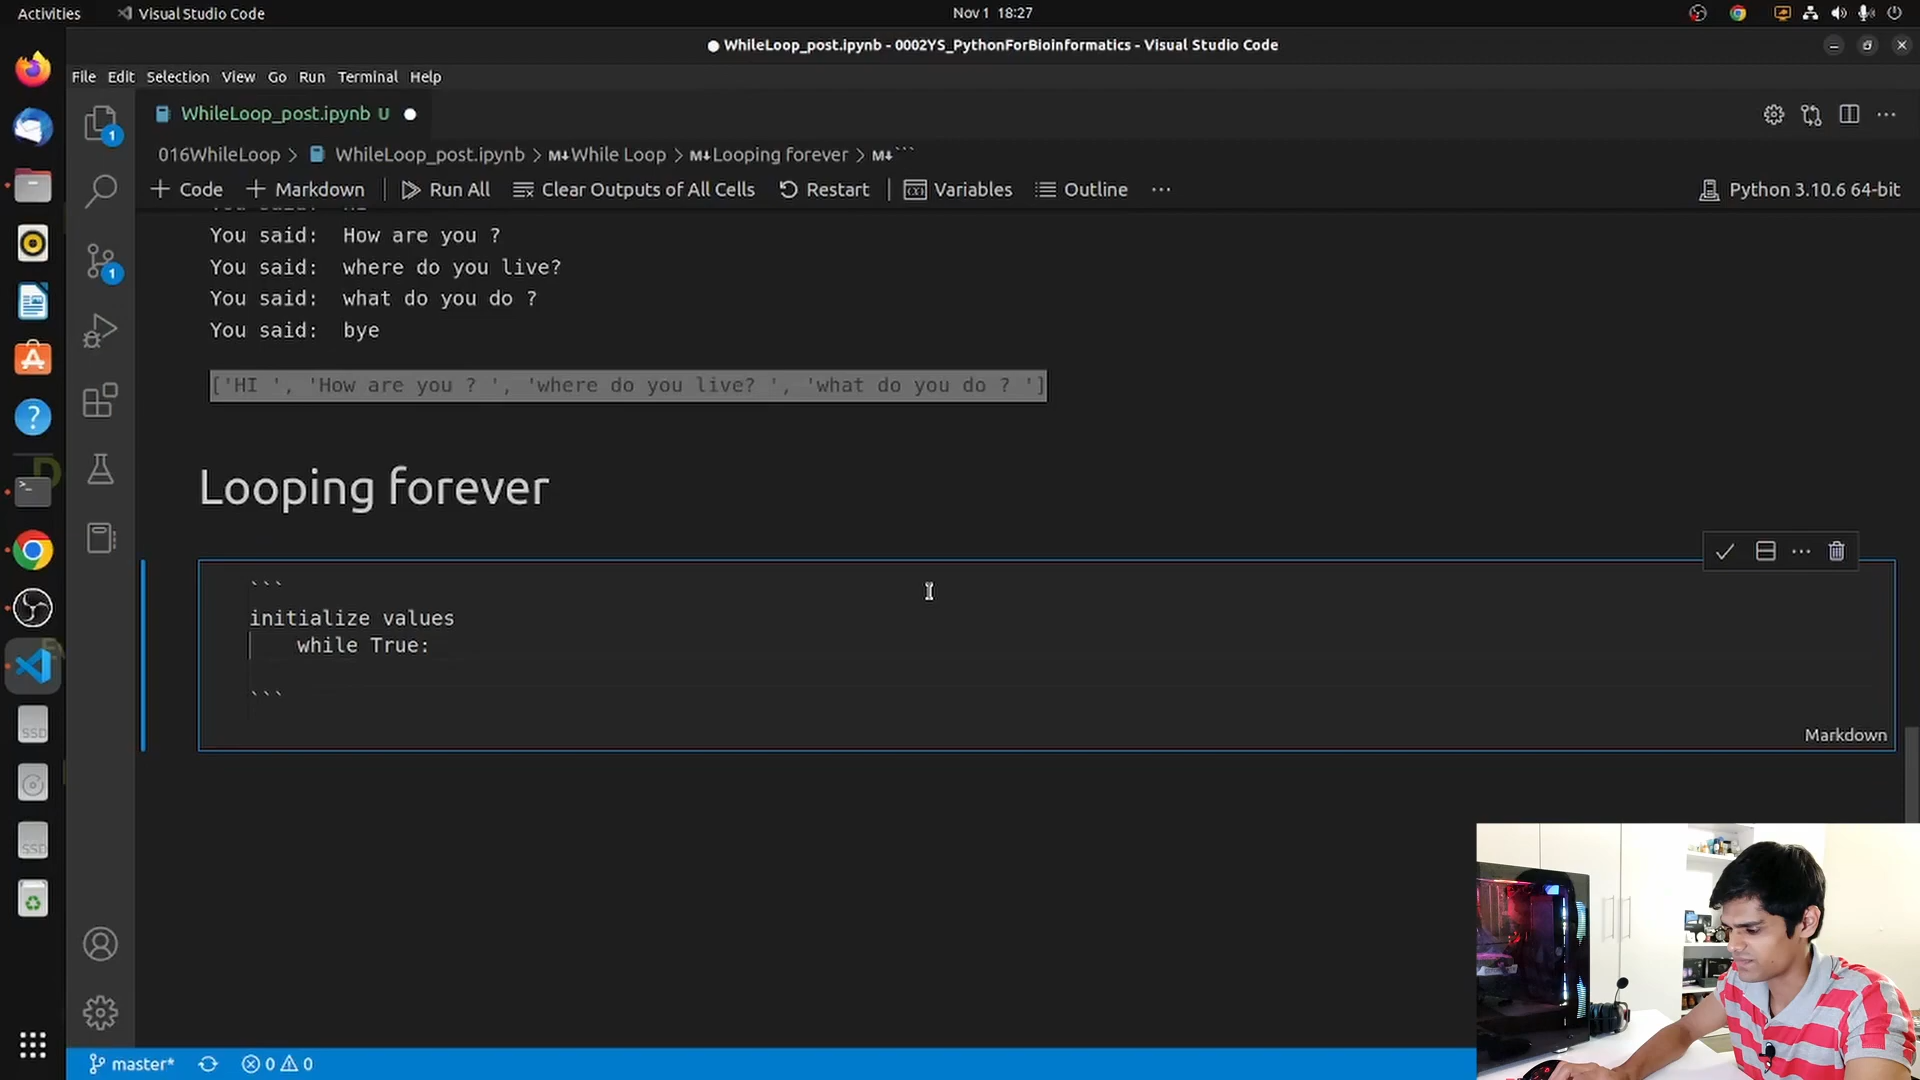 Activities
Visual Studio Code
Nov 1 18:27
WhileLoop_post.ipynb - 0002YS_PythonForBioinformatics - Visual Studio Code
File Edit Selection View Go Run Terminal Help
WhileLoop_post.ipynb U
016WhileLoop > WhileLoop_post.ipynb > M↓While Loop > M↓Looping forever > M↓```
+ Code + Markdown Run All Clear Outputs of All Cells Restart Variables Outline ...
Python 3.10.6 64-bit
You said: How are you ?
You said: where do you live?
You said: what do you do ?
You said: bye
['HI ', 'How are you ? ', 'where do you live? ', 'what do you do ? ']
Looping forever
```
initialize values
while True:
```
Markdown
1
1
SSD
SSD
master*
0 0